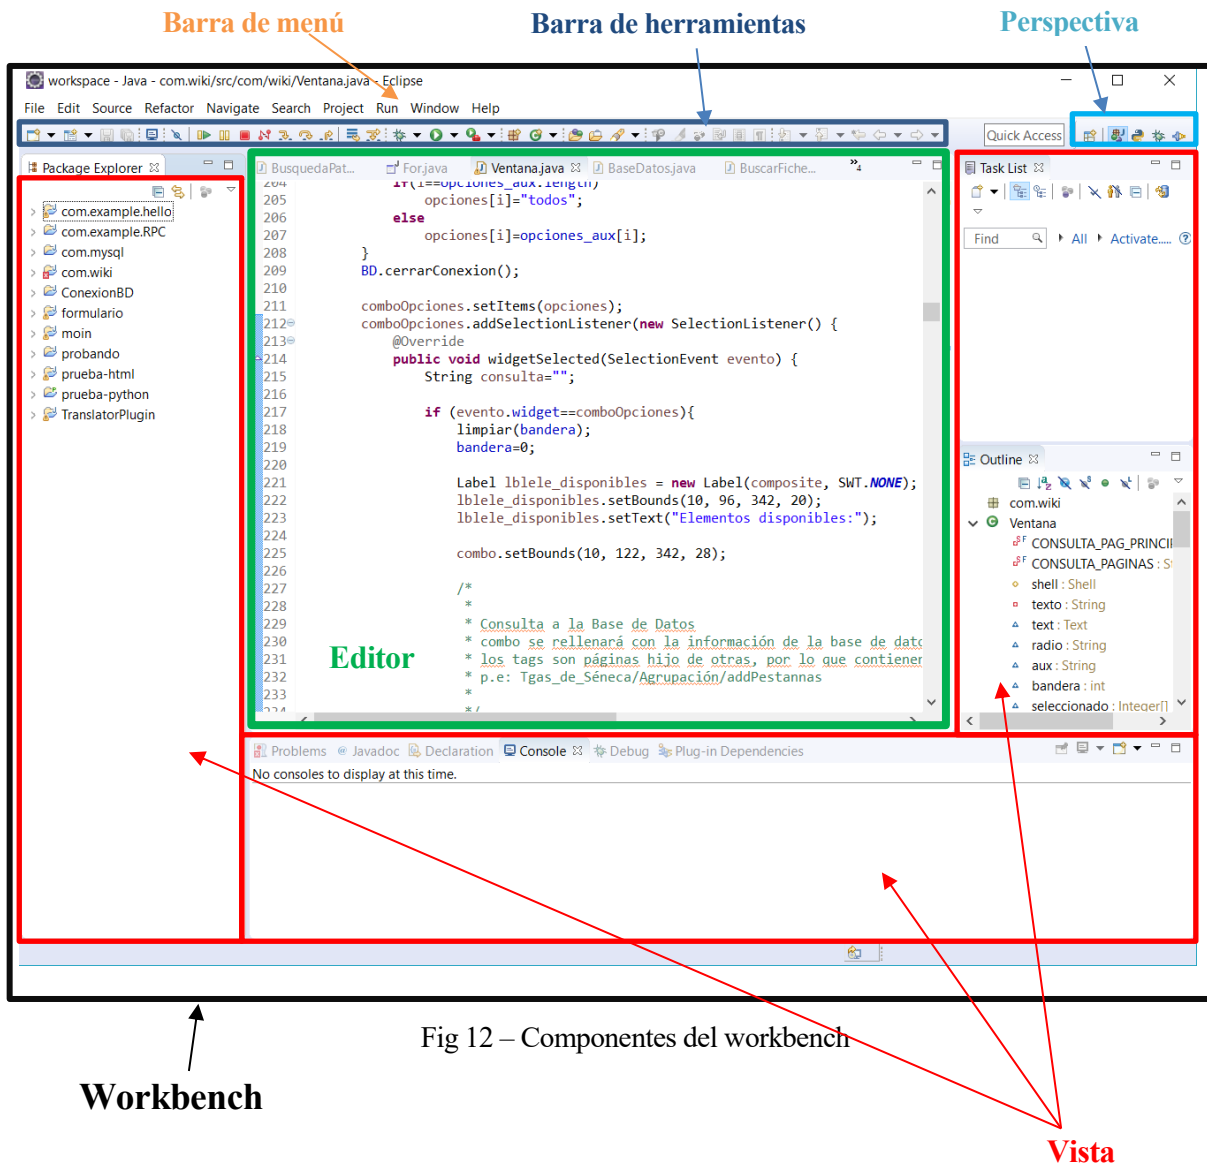 Barra de menú
Barra de herramientas
Perspectiva
workspace - Java - com.wiki/src/com/wiki/Ventana.java - Eclipse
File Edit Source Refactor Navigate Search Project Run Window Help
Quick Access
Package Explorer
com.example.hello
com.example.RPC
com.mysql
com.wiki
ConexionBD
formulario
moin
probando
prueba-html
prueba-python
TranslatorPlugin
BusquedaPat... For.java Ventana.java BaseDatos.java BuscarFiche... »4
204 if(i==opciones_aux.length)
205 opciones[i]="todos";
206 else
207 opciones[i]=opciones_aux[i];
208 }
209 BD.cerrarConexion();
210
211 comboOpciones.setItems(opciones);
212 comboOpciones.addSelectionListener(new SelectionListener() {
213 @Override
214 public void widgetSelected(SelectionEvent evento) {
215 String consulta="";
216
217 if (evento.widget==comboOpciones){
218 limpiar(bandera);
219 bandera=0;
220
221 Label lblele_disponibles = new Label(composite, SWT.NONE);
222 lblele_disponibles.setBounds(10, 96, 342, 20);
223 lblele_disponibles.setText("Elementos disponibles:");
224
225 combo.setBounds(10, 122, 342, 28);
226
227 /*
228 *
229 * Consulta a la Base de Datos
230 * combo se rellenará con la información de la base de datc
231 * los tags son páginas hijo de otras, por lo que contiener
232 * p.e: Tgas_de_Séneca/Agrupación/addPestannas
233 *
234 */
Editor
Task List
Find All Activate.....
Outline
com.wiki
Ventana
CONSULTA_PAG_PRINCII
CONSULTA_PAGINAS : S
shell : Shell
texto : String
text : Text
radio : String
aux : String
bandera : int
seleccionado : Integer[]
Problems @ Javadoc Declaration Console Debug Plug-in Dependencies
No consoles to display at this time.
Fig 12 – Componentes del workbench
Workbench
Vista